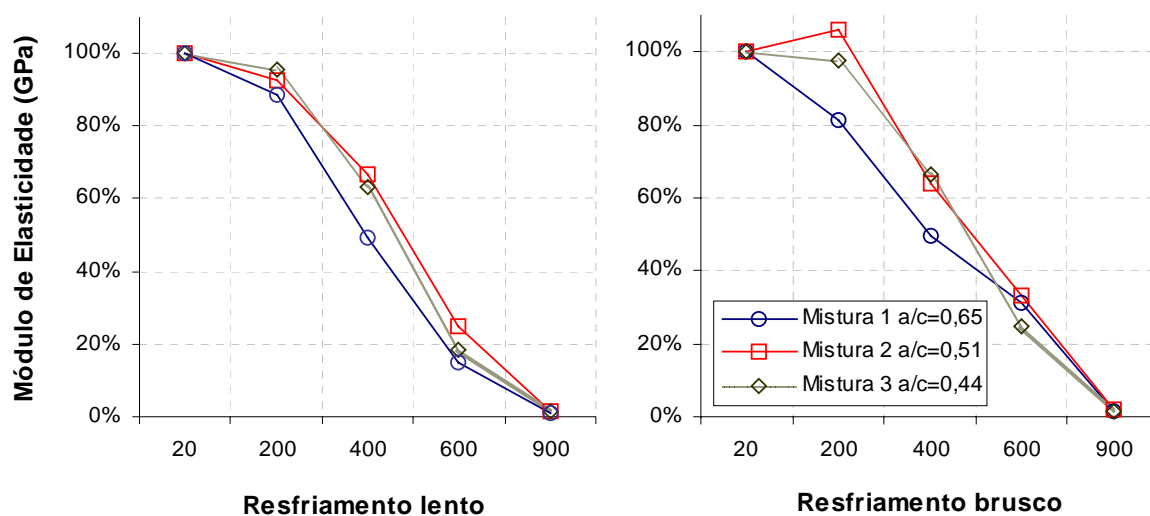 Módulo de Elasticidade (GPa)
100%
80%
60%
40%
20%
0%
20 200 400 600 900
Resfriamento lento
100%
80%
60%
40%
20%
0%
Mistura 1 a/c=0,65
Mistura 2 a/c=0,51
Mistura 3 a/c=0,44
20 200 400 600 900
Resfriamento brusco